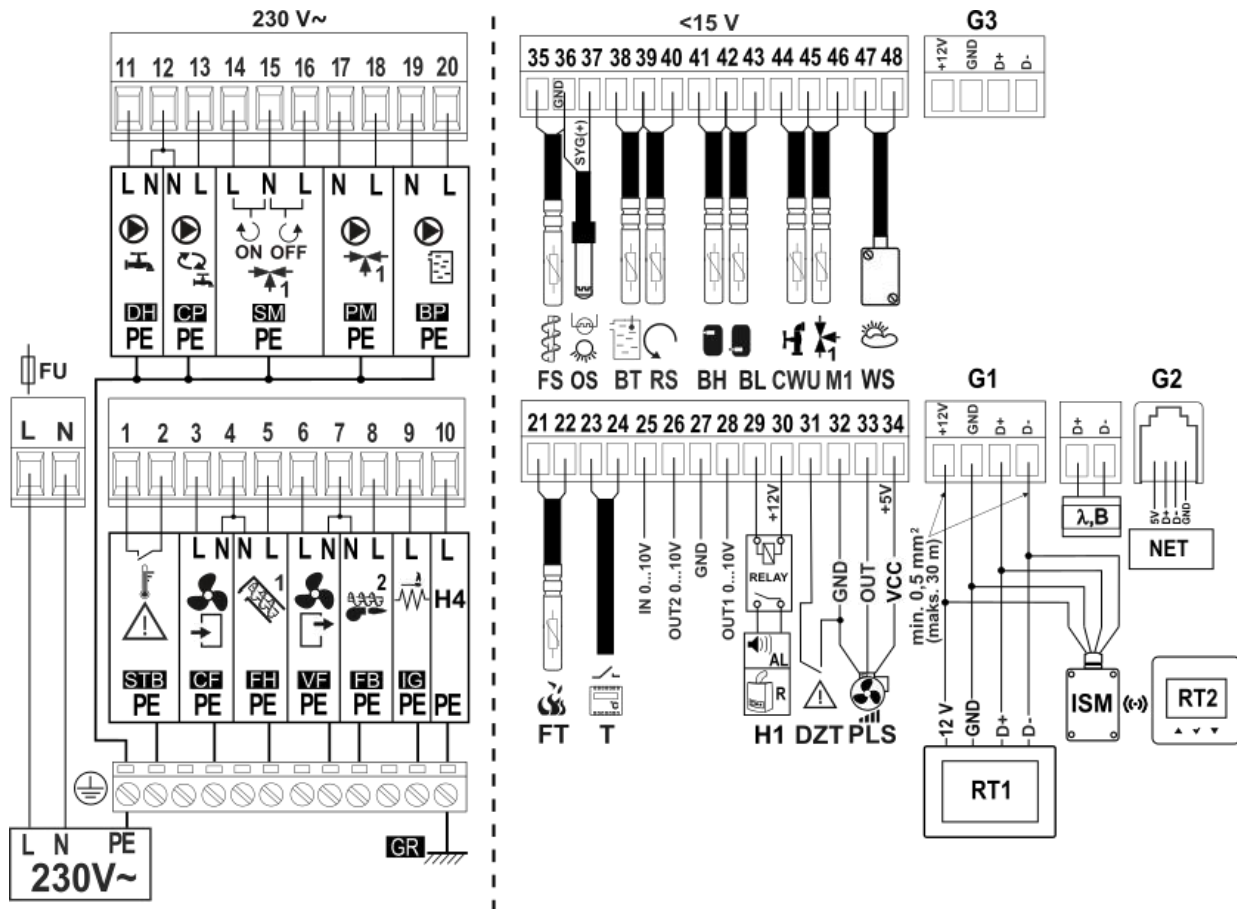 230 V~
11 12 13 14 15 16 17 18 19 20
L N N L L N L N L N L
ON OFF
1
1
DH CP SM PM BP
PE PE PE PE PE
FU
L N
1 2 3 4 5 6 7 8 9 10
L N N L L N N L L L
1
2
H4
STB CF FH VF FB IG
PE PE PE PE PE PE PE
L N PE
230V~
GR
<15 V
35 36 37 38 39 40 41 42 43 44 45 46 47 48
GND
SYG(+)
1
FS OS BT RS BH BL CWU M1 WS
G3
+12V GND D+ D-
21 22 23 24 25 26 27 28 29 30 31 32 33 34
IN 0...10V
OUT2 0...10V
GND
OUT1 0...10V
+12V
RELAY
AL
R
+5V
GND
OUT
VCC
°C
FT T H1 DZT PLS
G1
+12V GND D+ D-
min. 0,5 mm²
(maks. 30 m)
12 V GND D+ D-
RT1
D+ D-
λ,B
G2
5V D+ D- GND
NET
ISM
RT2